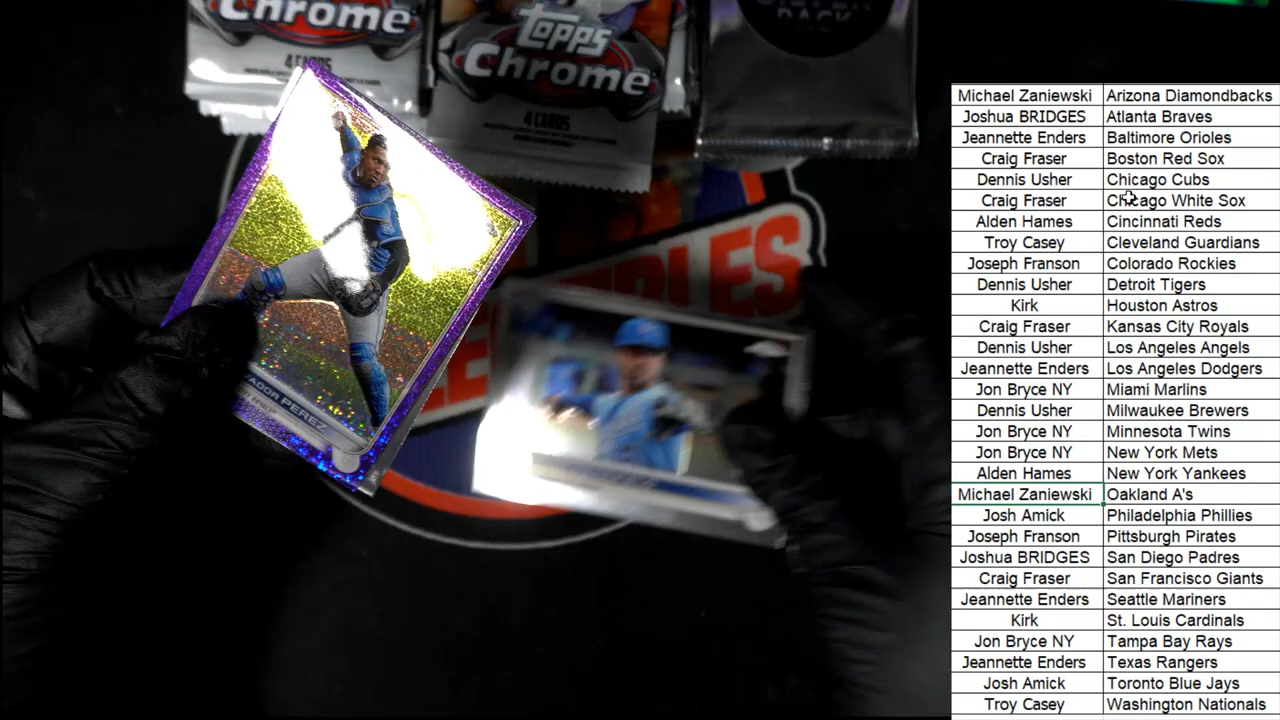 Chrome
4 CARDS
Topps
Chrome
4 CARDS
PACK
LES
PEREZ
Michael Zaniewski Arizona Diamondbacks
Joshua BRIDGES Atlanta Braves
Jeannette Enders Baltimore Orioles
Craig Fraser Boston Red Sox
Dennis Usher Chicago Cubs
Craig Fraser Chicago White Sox
Alden Hames Cincinnati Reds
Troy Casey Cleveland Guardians
Joseph Franson Colorado Rockies
Dennis Usher Detroit Tigers
Kirk Houston Astros
Craig Fraser Kansas City Royals
Dennis Usher Los Angeles Angels
Jeannette Enders Los Angeles Dodgers
Jon Bryce NY Miami Marlins
Dennis Usher Milwaukee Brewers
Jon Bryce NY Minnesota Twins
Jon Bryce NY New York Mets
Alden Hames New York Yankees
Michael Zaniewski Oakland A's
Josh Amick Philadelphia Phillies
Joseph Franson Pittsburgh Pirates
Joshua BRIDGES San Diego Padres
Craig Fraser San Francisco Giants
Jeannette Enders Seattle Mariners
Kirk St. Louis Cardinals
Jon Bryce NY Tampa Bay Rays
Jeannette Enders Texas Rangers
Josh Amick Toronto Blue Jays
Troy Casey Washington Nationals